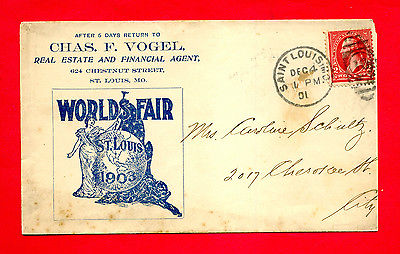 AFTER 5 DAYS RETURN TO
CHAS. F. VOGEL,
REAL ESTATE AND FINANCIAL AGENT,
624 CHESTNUT STREET,
ST. LOUIS, MO.
WORLD'S FAIR
ST. LOUIS
1903
SAINT LOUIS, MO.
DEC 4
PM
01
Mrs. Caroline Schultz
2017 Cherokee St.
City